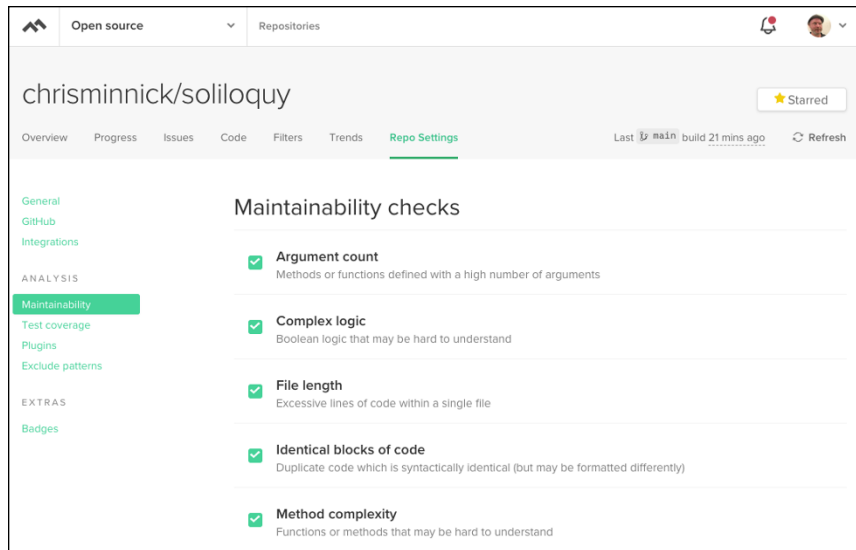 Open source
Repositories
chrisminnick/soliloquy
Starred
Overview Progress Issues Code Filters Trends Repo Settings
Last main build 21 mins ago Refresh
General
GitHub
Integrations
ANALYSIS
Maintainability
Test coverage
Plugins
Exclude patterns
EXTRAS
Badges
Maintainability checks
Argument count
Methods or functions defined with a high number of arguments
Complex logic
Boolean logic that may be hard to understand
File length
Excessive lines of code within a single file
Identical blocks of code
Duplicate code which is syntactically identical (but may be formatted differently)
Method complexity
Functions or methods that may be hard to understand